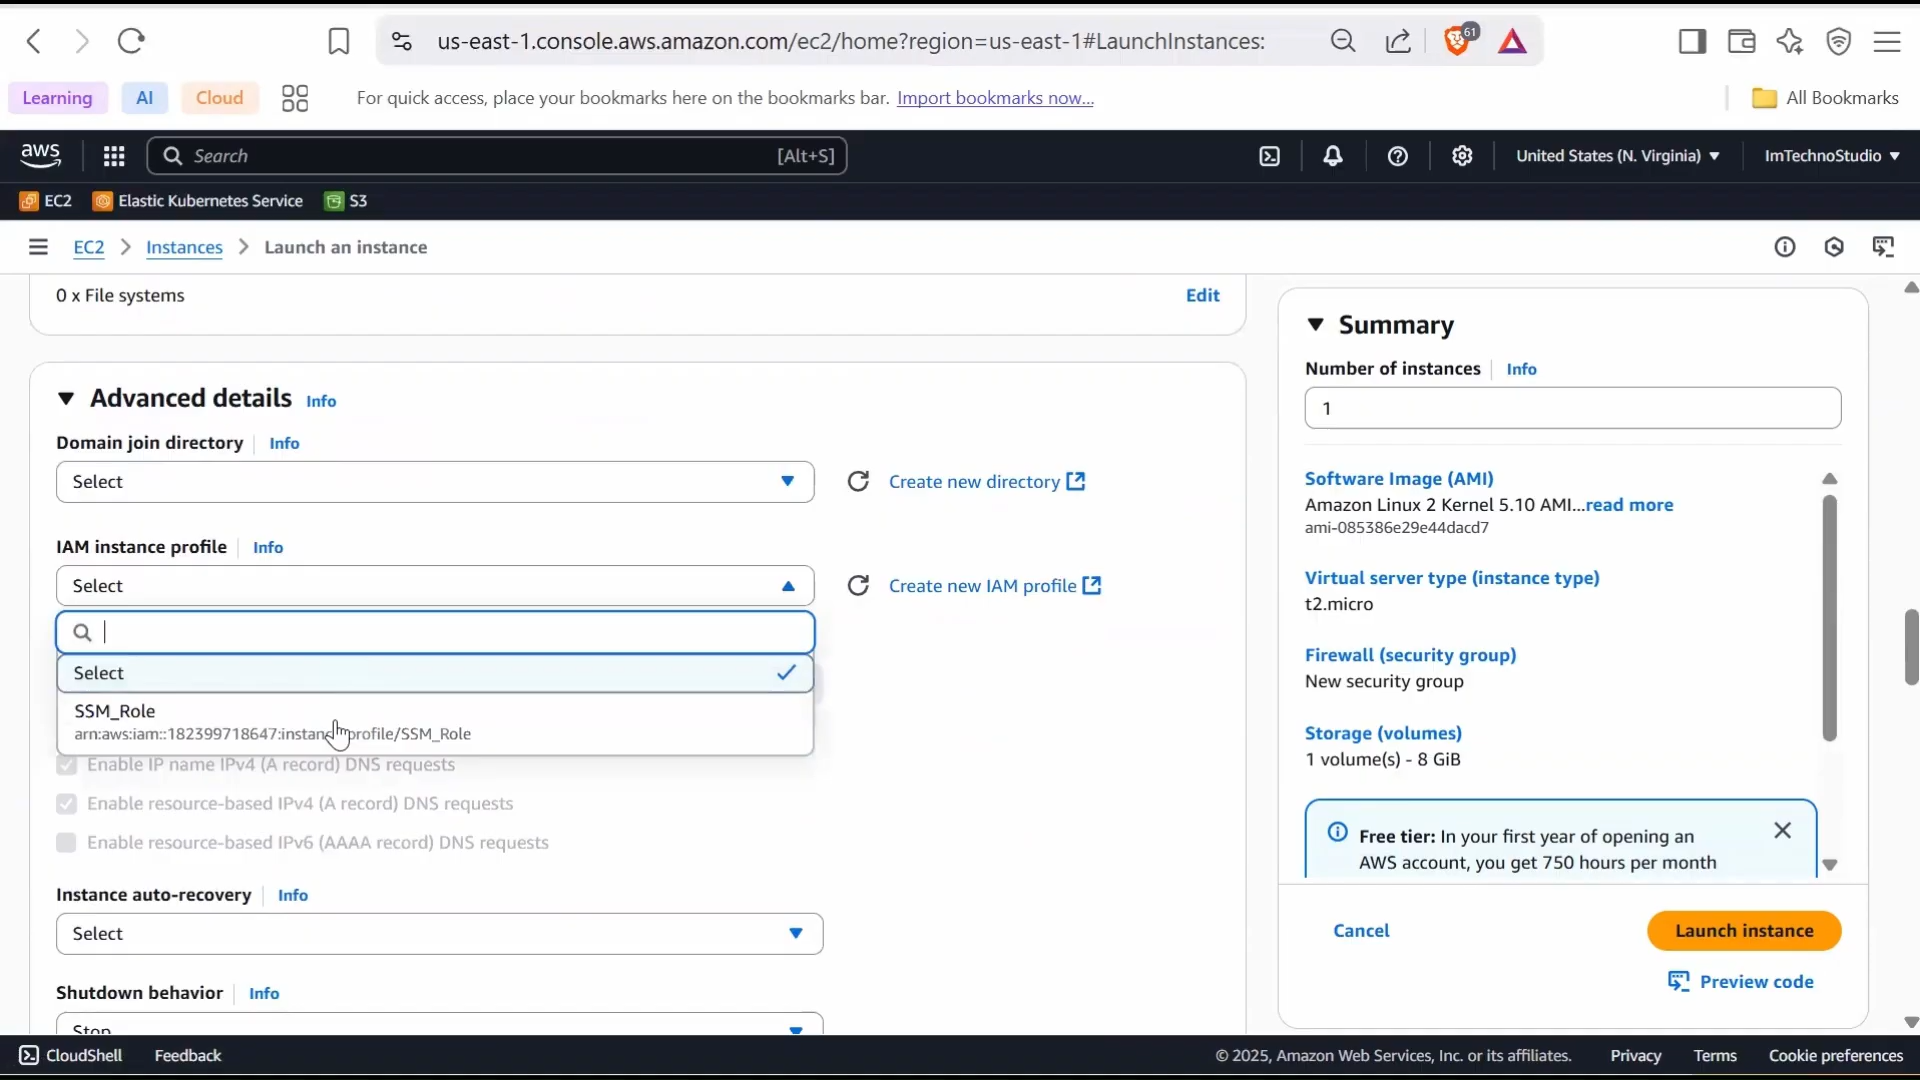 us-east-1.console.aws.amazon.com/ec2/home?region=us-east-1#LaunchInstances:
61
Learning
AI
Cloud
For quick access, place your bookmarks here on the bookmarks bar. Import bookmarks now...
All Bookmarks
aws
Search
[Alt+S]
United States (N. Virginia)
ImTechnoStudio
EC2
Elastic Kubernetes Service
S3
EC2
Instances
Launch an instance
0 x File systems
Edit
Advanced details
Info
Domain join directory
Info
Select
Create new directory
IAM instance profile
Info
Select
Create new IAM profile
Select
SSM_Role
arn:aws:iam::182399718647:instan profile/SSM_Role
Enable IP name IPv4 (A record) DNS requests
Enable resource-based IPv4 (A record) DNS requests
Enable resource-based IPv6 (AAAA record) DNS requests
Instance auto-recovery
Info
Select
Shutdown behavior
Info
Stop
Summary
Number of instances
Info
1
Software Image (AMI)
Amazon Linux 2 Kernel 5.10 AMI...read more
ami-085386e29e44dacd7
Virtual server type (instance type)
t2.micro
Firewall (security group)
New security group
Storage (volumes)
1 volume(s) - 8 GiB
Free tier: In your first year of opening an
AWS account, you get 750 hours per month
Cancel
Launch instance
Preview code
CloudShell
Feedback
© 2025, Amazon Web Services, Inc. or its affiliates.
Privacy
Terms
Cookie preferences